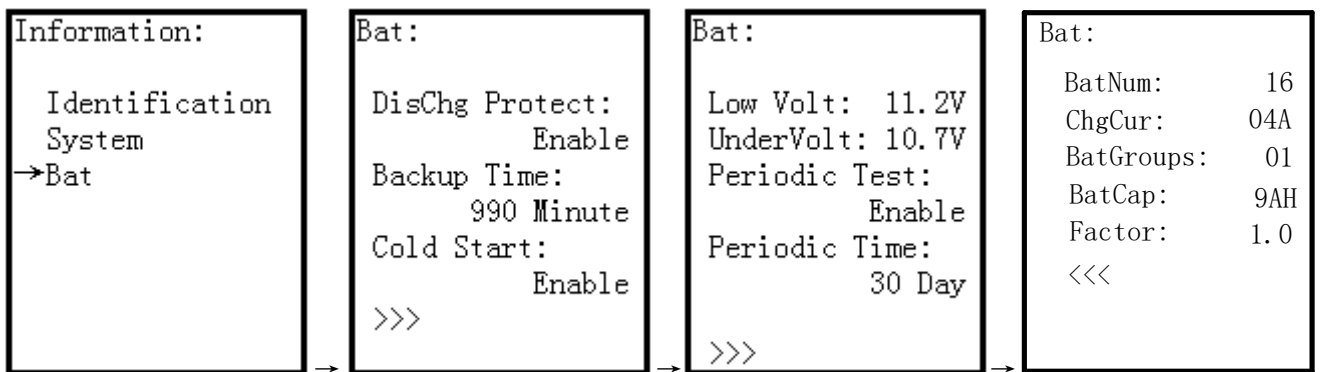 Information:
Identification
System
→Bat
→
Bat:
DisChg Protect:
Enable
Backup Time:
990 Minute
Cold Start:
Enable
>>>
→
Bat:
Low Volt: 11.2V
UnderVolt: 10.7V
Periodic Test:
Enable
Periodic Time:
30 Day
>>>
→
Bat:
BatNum: 16
ChgCur: 04A
BatGroups: 01
BatCap: 9AH
Factor: 1.0
<<<